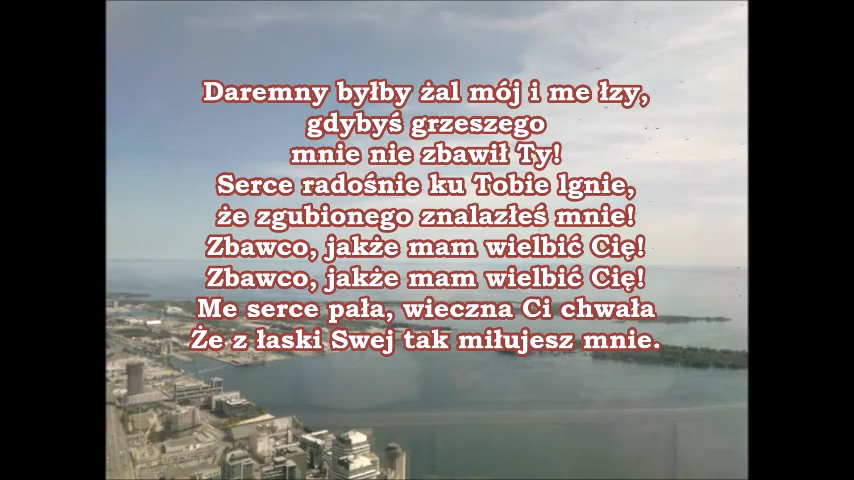 Daremny byłby żal mój i me łzy,
gdybyś grzeszego
mnie nie zbawił Ty!
Serce radośnie ku Tobie lgnie,
że zgubionego znalazłeś mnie!
Zbawco, jakże mam wielbić Cię!
Zbawco, jakże mam wielbić Cię!
Me serce pała, wieczna Ci chwała
Że z łaski Swej tak miłujesz mnie.